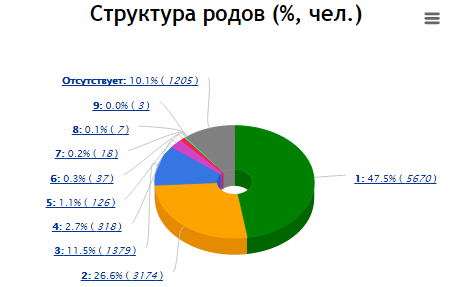 Структура родов (%, чел.)
Отсутствует: 10.1% ( 1205 )
9: 0.0% ( 3 )
8: 0.1% ( 7 )
7: 0.2% ( 18 )
6: 0.3% ( 37 )
1: 47.5% ( 5670 )
5: 1.1% ( 126 )
4: 2.7% ( 318 )
3: 11.5% ( 1379 )
2: 26.6% ( 3174 )